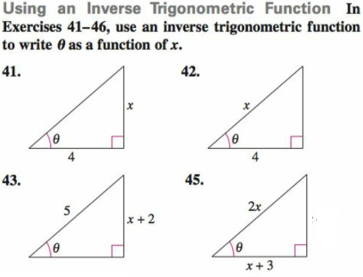 Using an Inverse Trigonometric Function In
Exercises 41–46, use an inverse trigonometric function
to write θ as a function of x.
41.
x
θ
4
42.
x
θ
4
43.
5
x + 2
θ
45.
2x
θ
x + 3